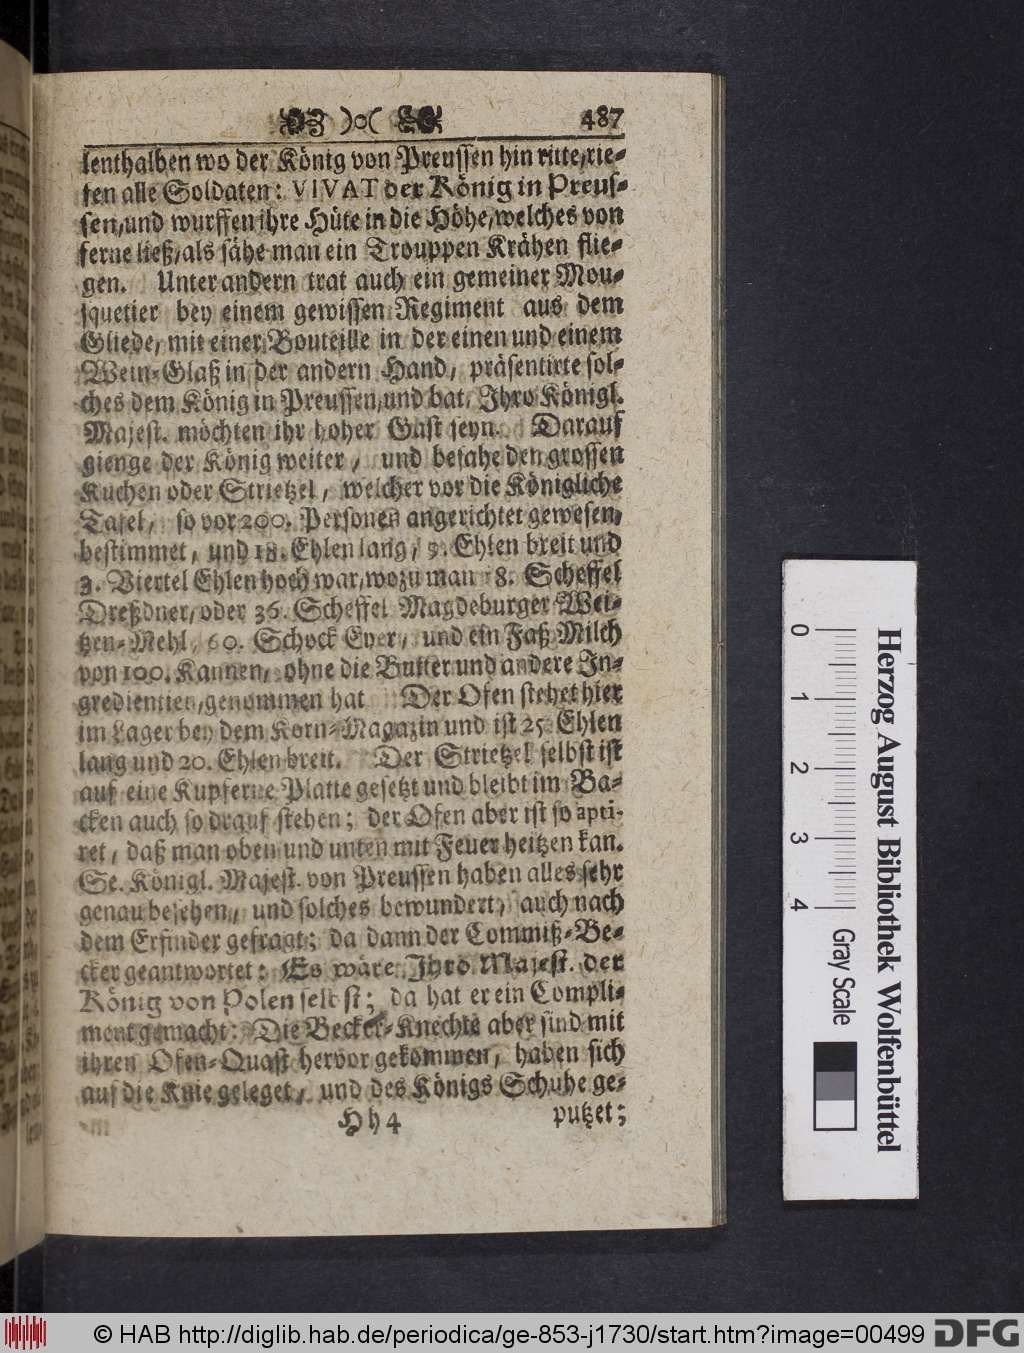 487
lenthalben wo der König von Preussen hin ritte, rie-
fen alle Soldaten: VIVAT der König in Preus-
sen, und wurffen ihre Hüte in die Höhe, welches von
ferne ließ, als sähe man ein Trouppen Krähen flie-
gen. Unter andern trat auch ein gemeiner Mou-
squetier bey einem gewissen Regiment aus dem
Gliede, mit einer Bouteille in der einen und einem
Wein-Glaß in der andern Hand, präsentirte sol-
ches dem König in Preussen, und bat, Ihro Königl.
Majest. möchten ihr hoher Gast seyn. Darauf
gienge der König weiter, und besahe den grossen
Kuchen oder Strietzel, welcher vor die Königliche
Tafel, so vor 200. Personen angerichtet gewesen,
bestimmet, und 18. Ehlen lang, 5. Ehlen breit und
3. Viertel Ehlen hoch war, wozu man 18. Scheffel
Dreßdner, oder 36. Scheffel Magdeburger Wei-
tzen-Mehl, 60. Schock Eyer, und ein Faß Milch
von 100. Kannen, ohne die Butter und andere In-
gredientien, genommen hat Der Ofen stehet hier
im Lager bey dem Korn-Magazin und ist 25. Ehlen
lang und 20. Ehlen breit. Der Strietzel selbst ist
auf eine Kupferne Platte gesetzt und bleibt im Ba-
cken auch so drauf stehen; der Ofen aber ist so apti-
ret, daß man oben und unten mit Feuer heitzen kan.
Se. Königl. Majest. von Preussen haben alles sehr
genau besehen, und solches bewundert, auch nach
dem Erfinder gefragt; da dann der Commiß-Be-
cker geantwortet: Es wäre Ihro Majest. der
König von Polen selbst; da hat er ein Compli-
ment gemacht: Die Becker-Knechte aber sind mit
ihren Ofen-Quast hervor gekommen, haben sich
auf die Knie geleget, und des Königs Schuhe ge-
Hh 4 putzet;
0 1 2 3 4
Gray Scale
Herzog August Bibliothek Wolfenbüttel
© HAB http://diglib.hab.de/periodica/ge-853-j1730/start.htm?image=00499 DFG